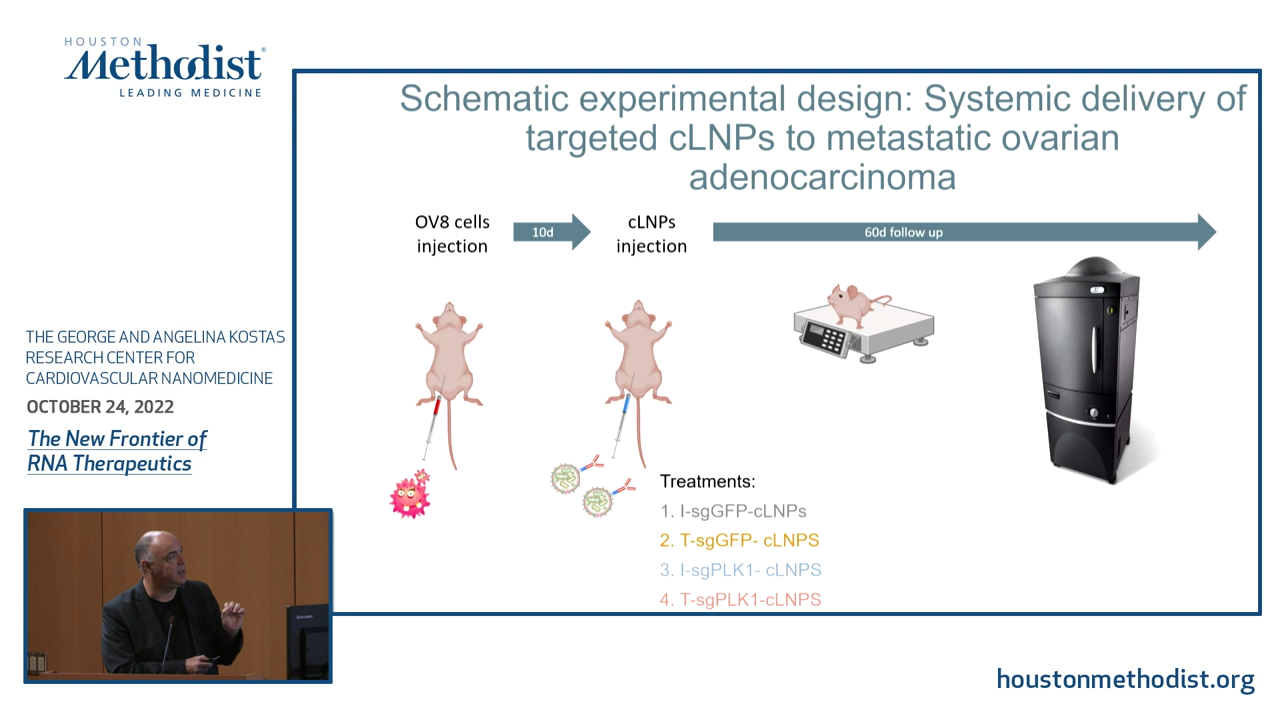 HOUSTON
Methodist
LEADING MEDICINE
Schematic experimental design: Systemic delivery of
targeted cLNPs to metastatic ovarian
adenocarcinoma
OV8 cells
injection
10d
cLNPs
injection
60d follow up
Treatments:
1. I-sgGFP-cLNPs
2. T-sgGFP- cLNPS
3. I-sgPLK1- cLNPS
4. T-sgPLK1-cLNPS
THE GEORGE AND ANGELINA KOSTAS
RESEARCH CENTER FOR
CARDIOVASCULAR NANOMEDICINE
OCTOBER 24, 2022
The New Frontier of
RNA Therapeutics
houstonmethodist.org